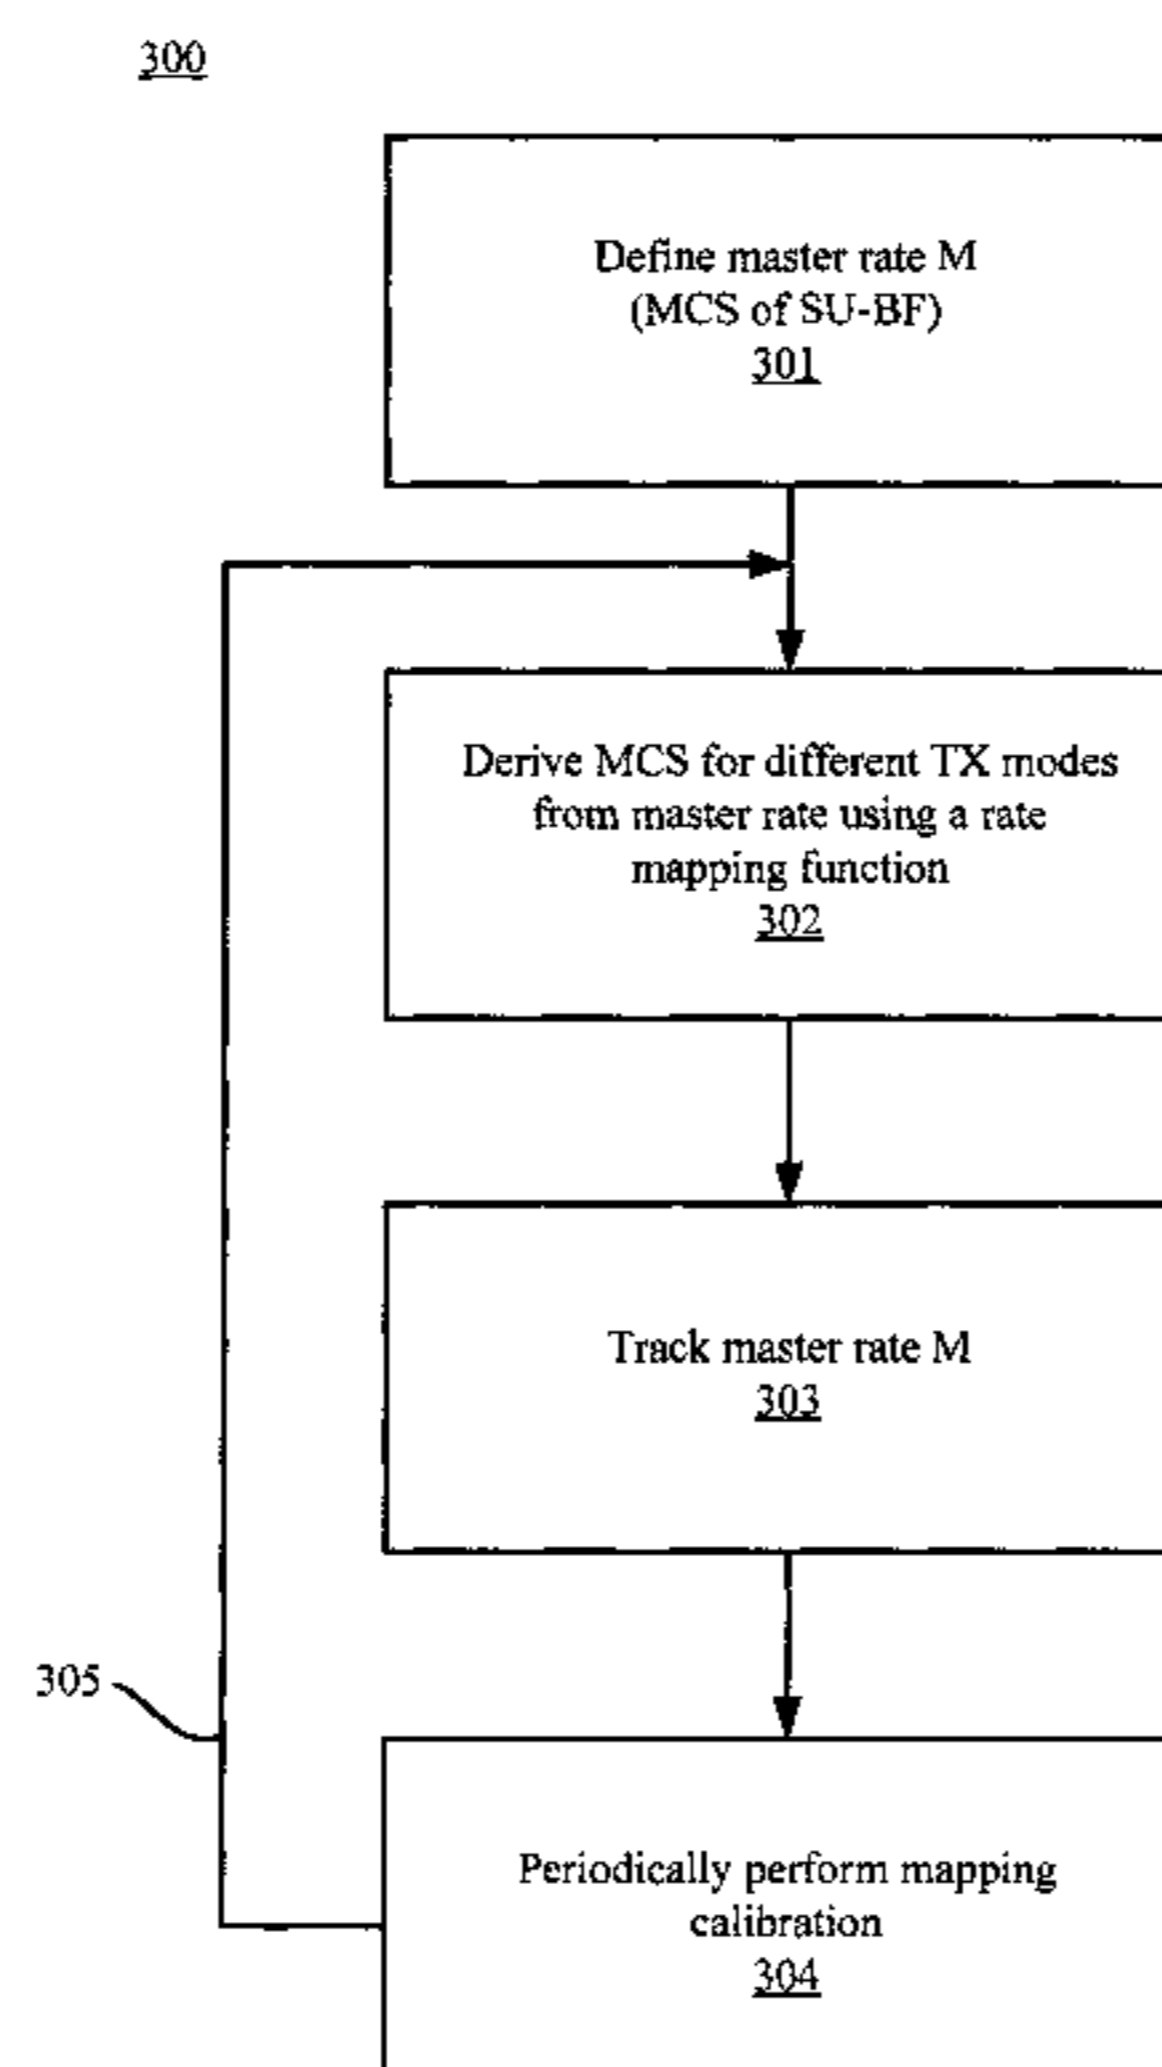 300
Define master rate M
(MCS of SU-BF)
301
Derive MCS for different TX modes
from master rate using a rate
mapping function
302
Track master rate M
303
305
Periodically perform mapping
calibration
304